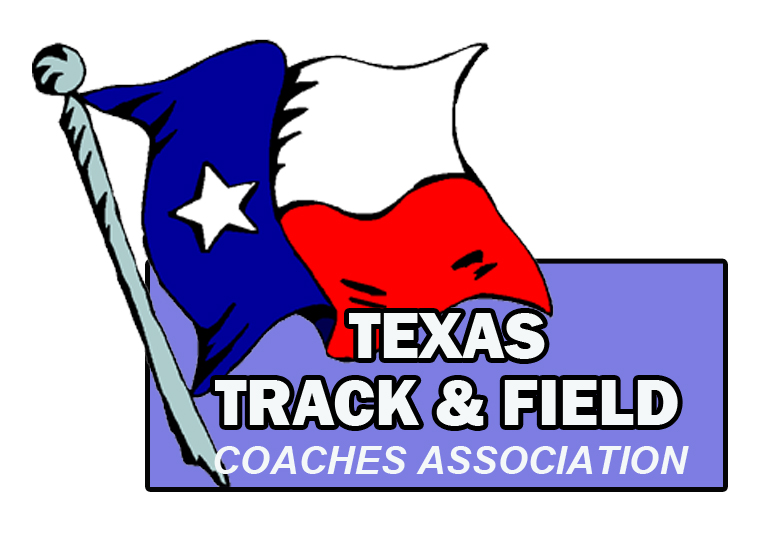 TEXAS
TRACK & FIELD
COACHES ASSOCIATION